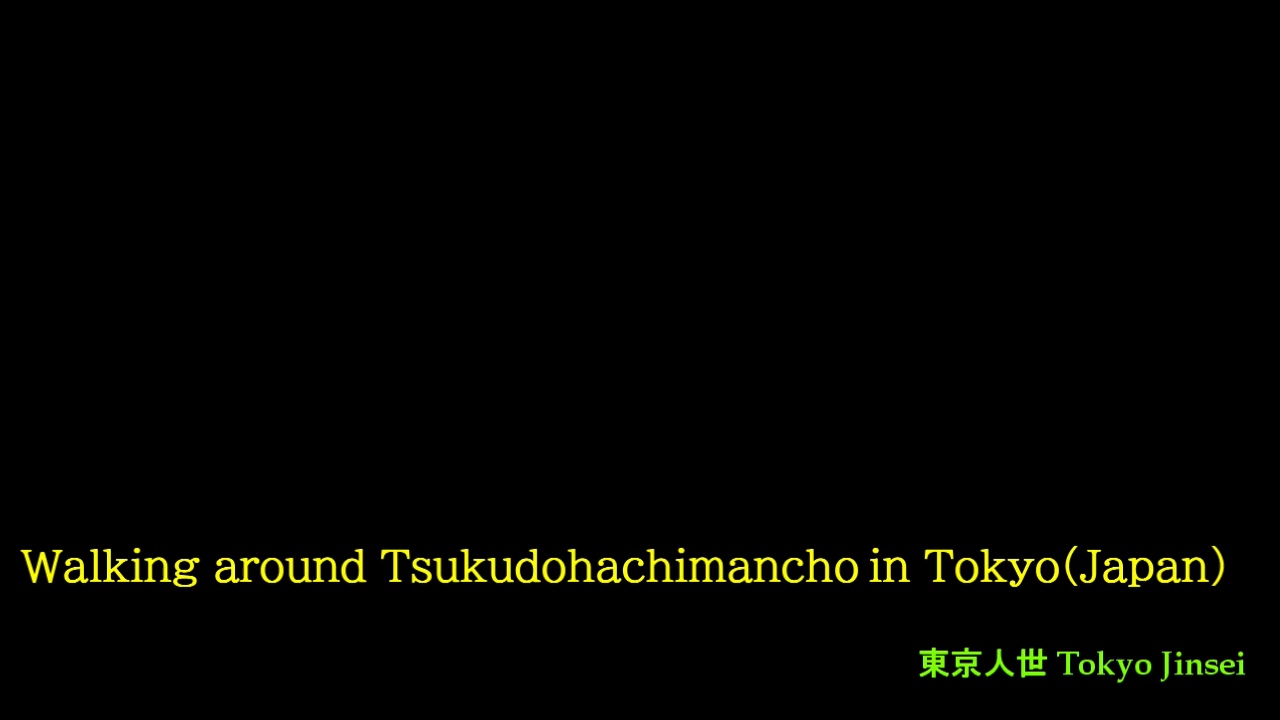 Walking around Tsukudohachimancho in Tokyo(Japan)
東京人世 Tokyo Jinsei